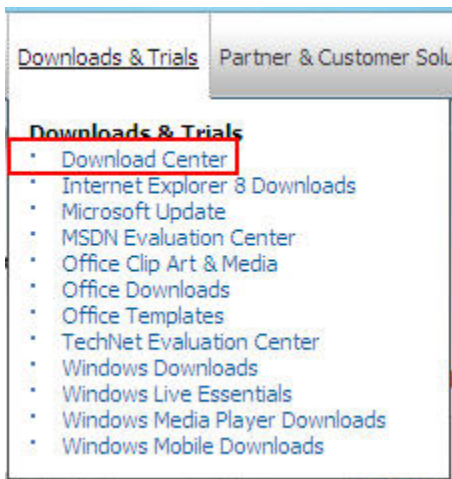 Downloads & Trials Partner & Customer Solu
Downloads & Trials
Download Center
Internet Explorer 8 Downloads
Microsoft Update
MSDN Evaluation Center
Office Clip Art & Media
Office Downloads
Office Templates
TechNet Evaluation Center
Windows Downloads
Windows Live Essentials
Windows Media Player Downloads
Windows Mobile Downloads